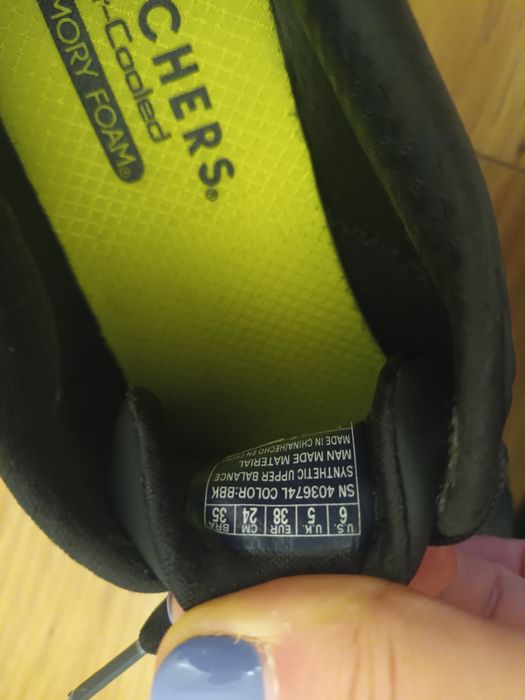 CHERS®
r-Cooled
MORY FOAM®
U.S. U.K. EUR CM BRA
6 5 38 24 35
SN 403674L COLOR:BBK
SYNTHETIC UPPER BALANCE
MAN MADE MATERIAL
MADE IN CHINA/HECHO EN